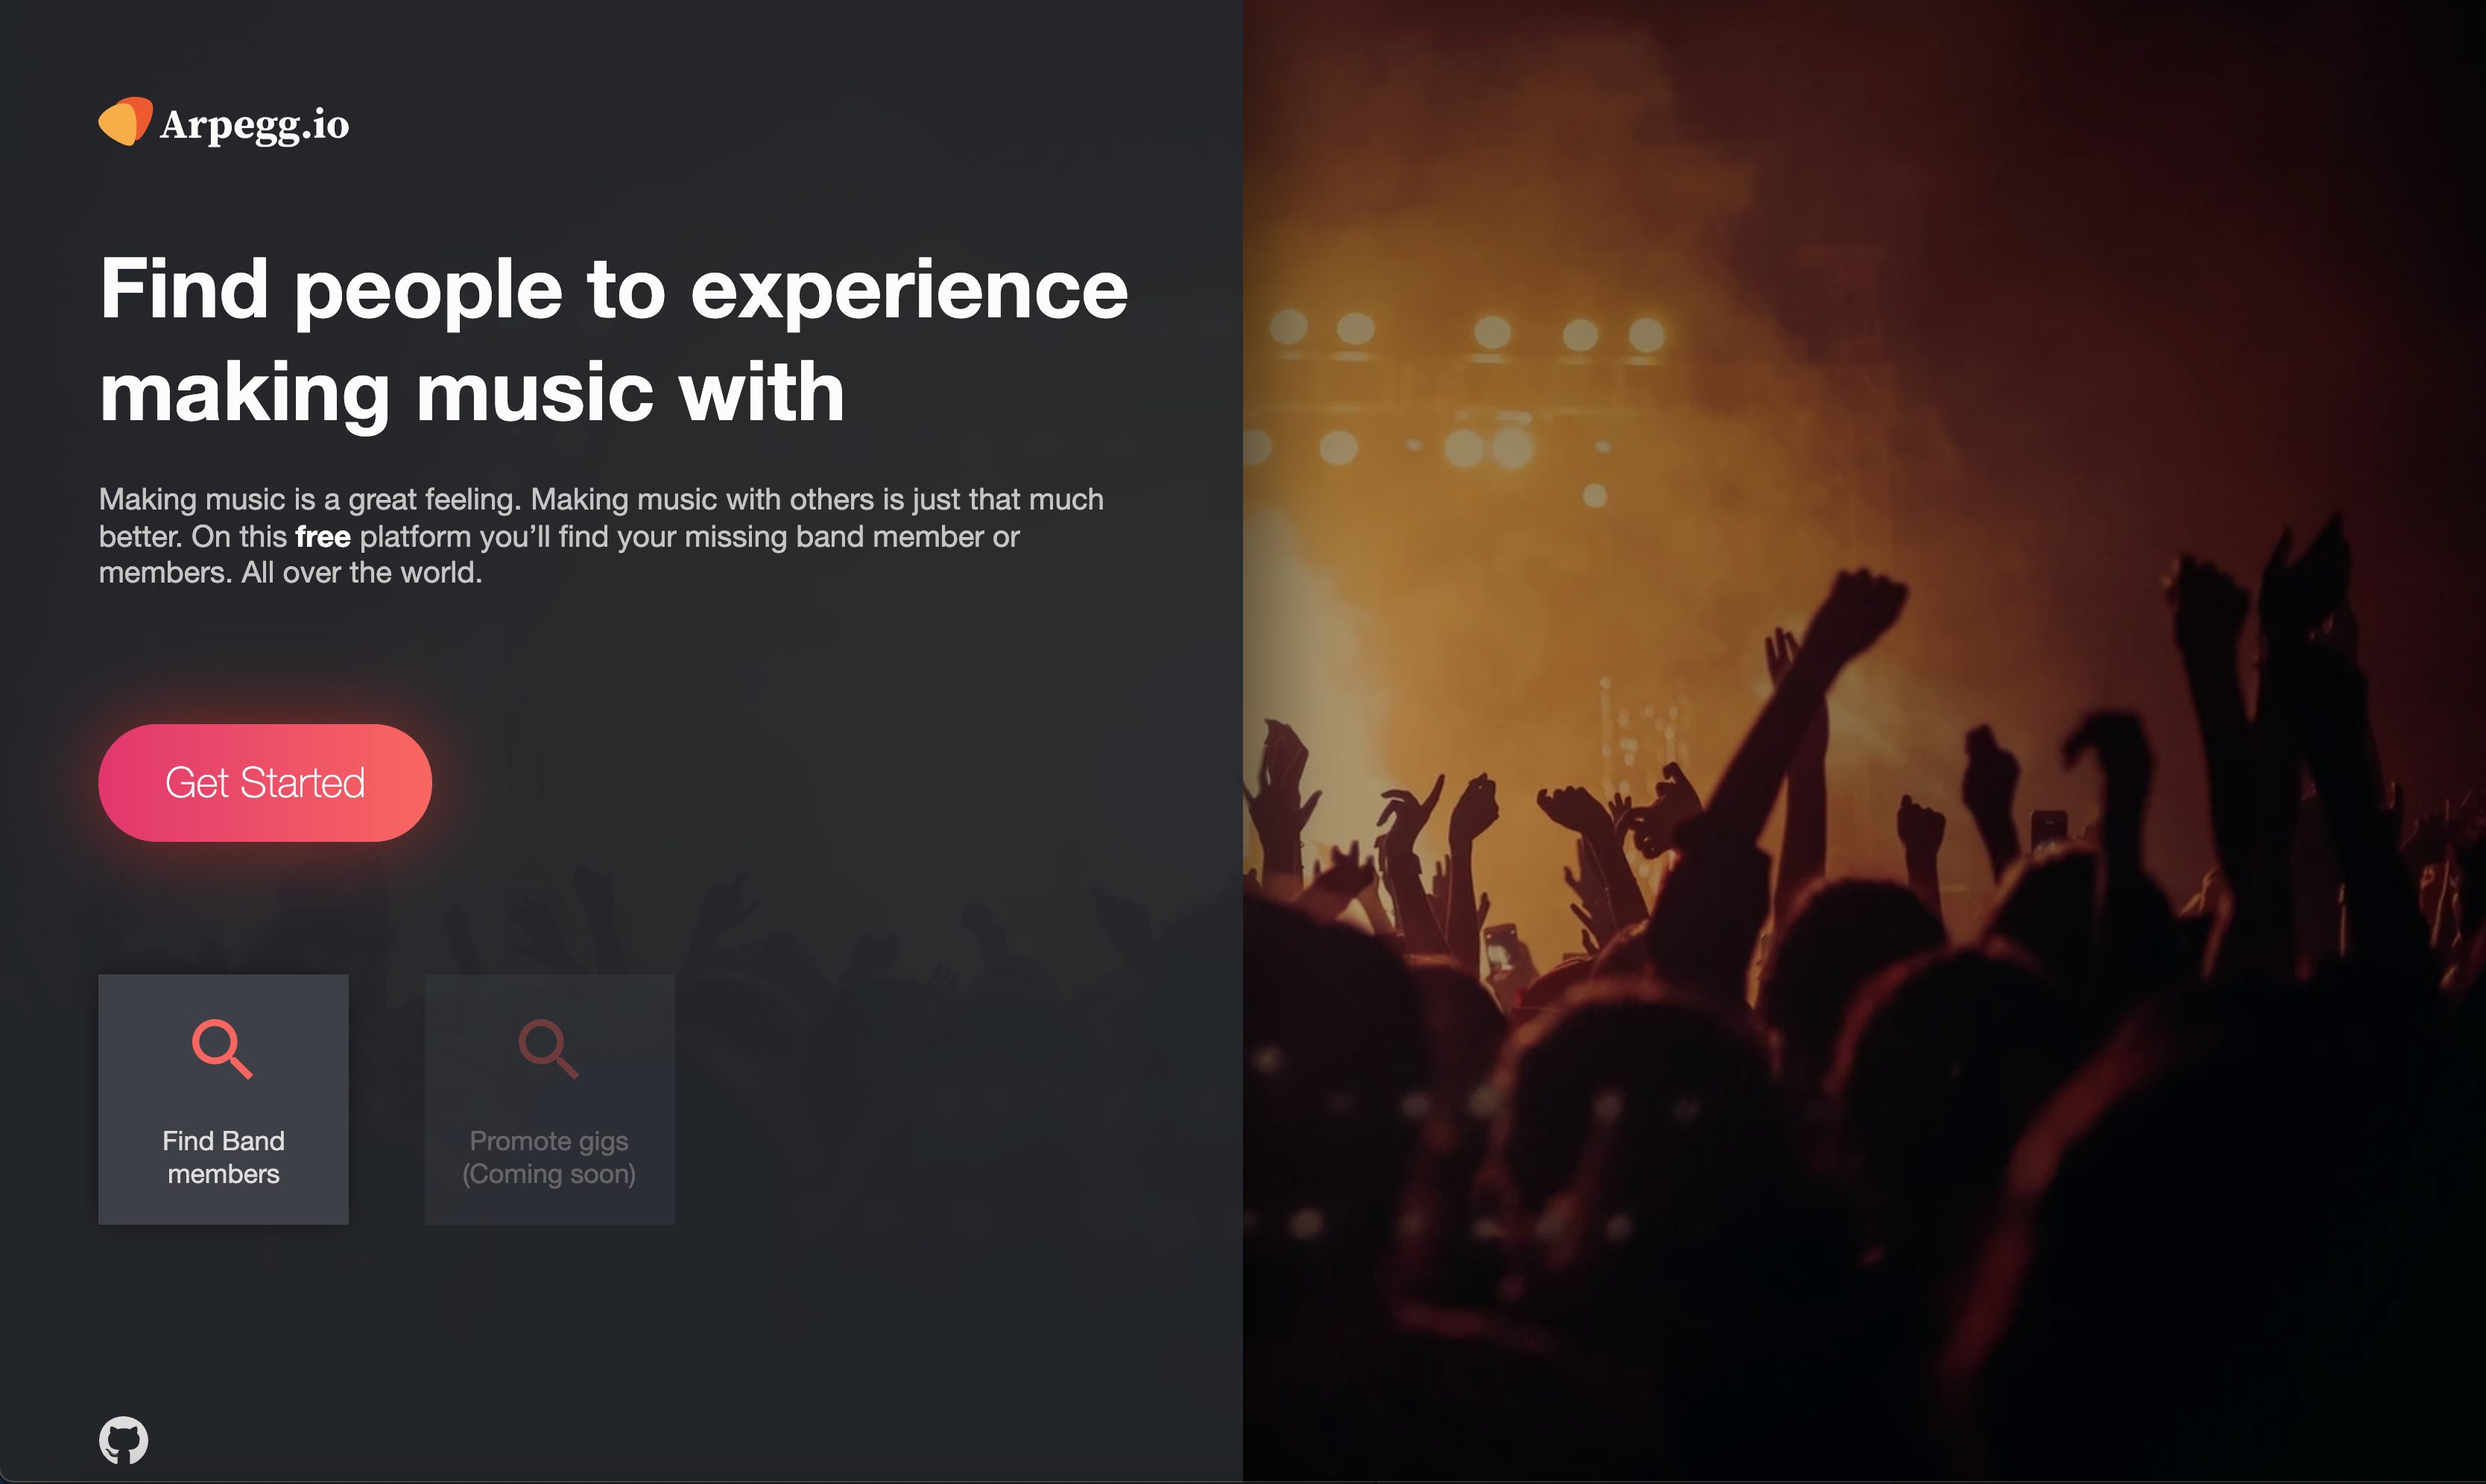 Arpegg.io
Find people to experience
making music with
Making music is a great feeling. Making music with others is just that much
better. On this free platform you’ll find your missing band member or
members. All over the world.
Get Started
Find Band
members
Promote gigs
(Coming soon)